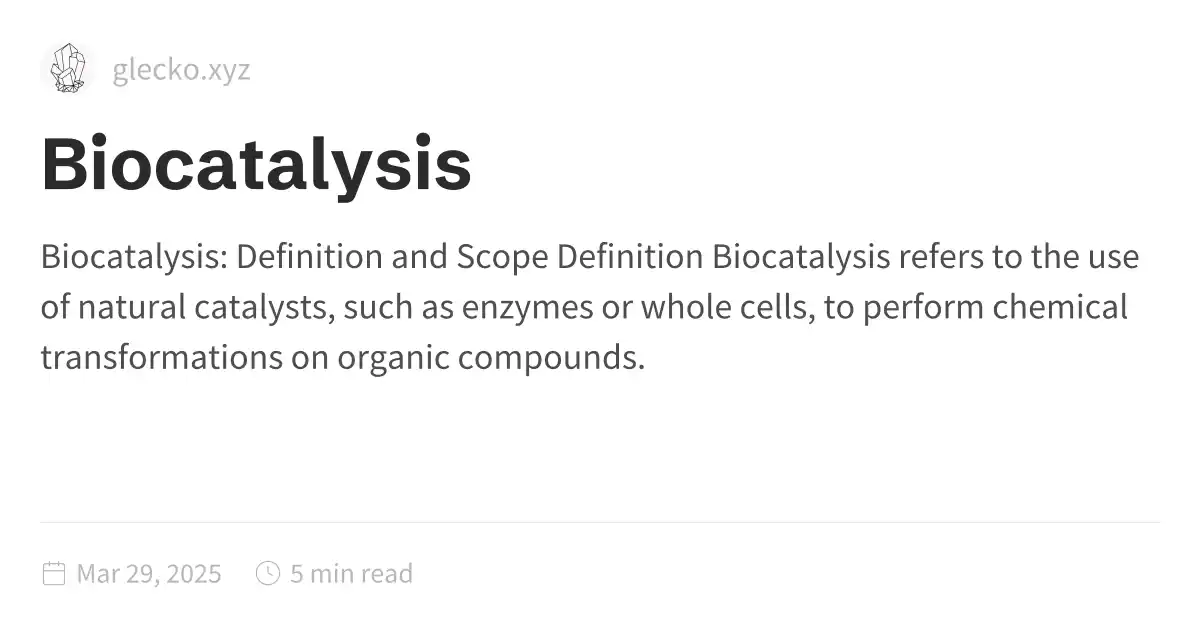 glecko.xyz
Biocatalysis
Biocatalysis: Definition and Scope Definition Biocatalysis refers to the use
of natural catalysts, such as enzymes or whole cells, to perform chemical
transformations on organic compounds.
Mar 29, 2025 5 min read